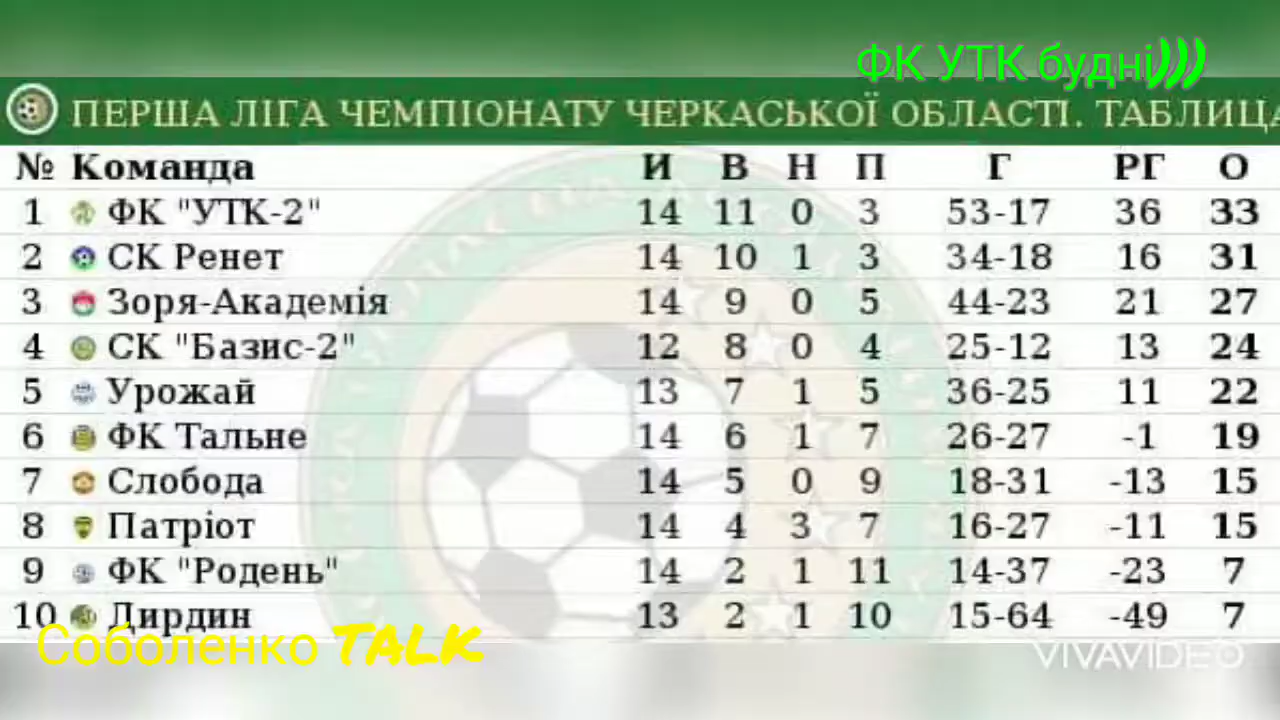 ФК УТК будні)))
ПЕРША ЛІГА ЧЕМПІОНАТУ ЧЕРКАСЬКОЇ ОБЛАСТІ. ТАБЛИЦА
№ Команда И В Н П Г РГ О
1 ФК "УТК-2" 14 11 0 3 53-17 36 33
2 СК Ренет 14 10 1 3 34-18 16 31
3 Зоря-Академія 14 9 0 5 44-23 21 27
4 СК "Базис-2" 12 8 0 4 25-12 13 24
5 Урожай 13 7 1 5 36-25 11 22
6 ФК Тальне 14 6 1 7 26-27 -1 19
7 Слобода 14 5 0 9 18-31 -13 15
8 Патріот 14 4 3 7 16-27 -11 15
9 ФК "Родень" 14 2 1 11 14-37 -23 7
10 Дирдин 13 2 1 10 15-64 -49 7
Соболенко TALK
VIVAVIDEO